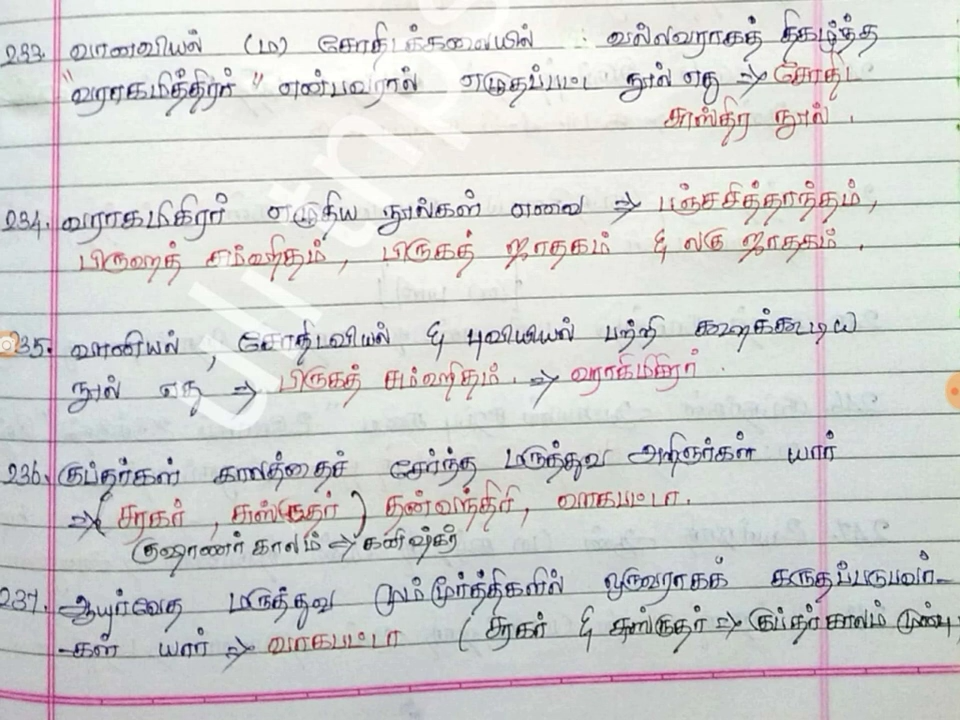 233. வானவியல் (ம) சோதிடக்கலையில் வல்லவராகத் திகழ்ந்த
"வராகமித்திரர்" என்பவரால் எழுதப்பட்ட நூல் எது ⇒ சோதிட
சாஸ்திர நூல்.
234. வராகமிகிரர் எழுதிய நூல்கள் எவை ⇒ பஞ்சசித்தாந்தம்,
பிருஹத் சம்ஹிதம், பிருகத் ஜாதகம் & லகு ஜாதகம்.
235. வானியல், சோதிடவியல் & புவியியல் பற்றி கூறக்கூடிய
நூல் எது ⇒ பிருகத் சம்ஹிதம். ⇒ வராகிமிகிரர்.
236. குப்தர்கள் காலத்தைச் சேர்ந்த மருத்துவ அறிஞர்கள் யார்
⇒ (சரகர், சுஸ்ருதர்) தன்வந்திரி, வாகபட்டா.
(குஷாணர் காலம் ⇒ கனிஷ்கர்
237. ஆயுர்வேத மருத்துவ மும்மூர்த்திகளில் ஒருவராகக் கருதப்படுபவர்-
-கள் யார் ⇒ வாகபட்டா (சரகர் & சுஸ்ருதர் ⇒ குப்தர் காலம் முன்பு